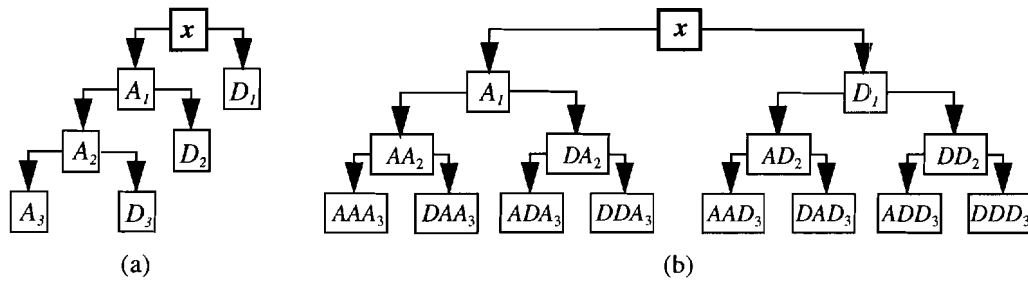 x x
A₁ D₁ A₁ D₁
A₂ D₂ AA₂ DA₂ AD₂ DD₂
A₃ D₃ AAA₃ DAA₃ ADA₃ DDA₃ AAD₃ DAD₃ ADD₃ DDD₃
(a) (b)